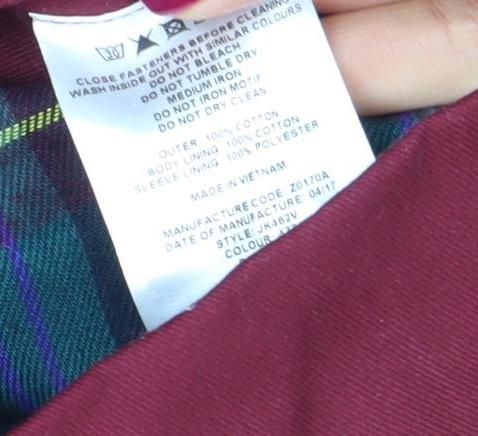 CLOSE FASTENERS BEFORE CLEANING
WASH INSIDE OUT WITH SIMILAR COLOURS
DO NOT BLEACH
DO NOT TUMBLE DRY
MEDIUM IRON
DO NOT IRON MOTIF
DO NOT DRY CLEAN
OUTER 100% COTTON
BODY LINING 100% COTTON
SLEEVE LINING 100% POLYESTER
MADE IN VIETNAM
MANUFACTURE CODE Z0170A
DATE OF MANUFACTURE 04/17
STYLE: JK462V
COLOUR